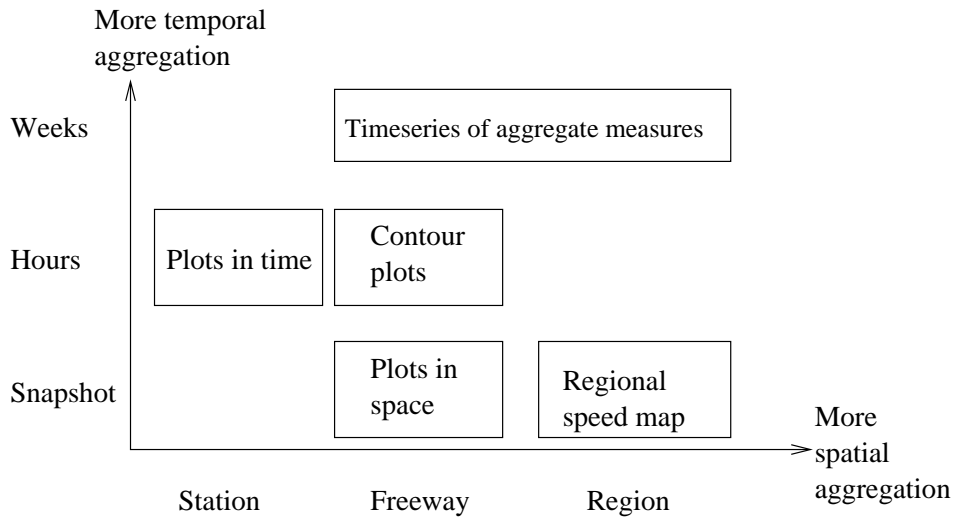 More temporal
aggregation
Weeks
Timeseries of aggregate measures
Hours
Plots in time
Contour
plots
Snapshot
Plots in
space
Regional
speed map
More
spatial
aggregation
Station
Freeway
Region